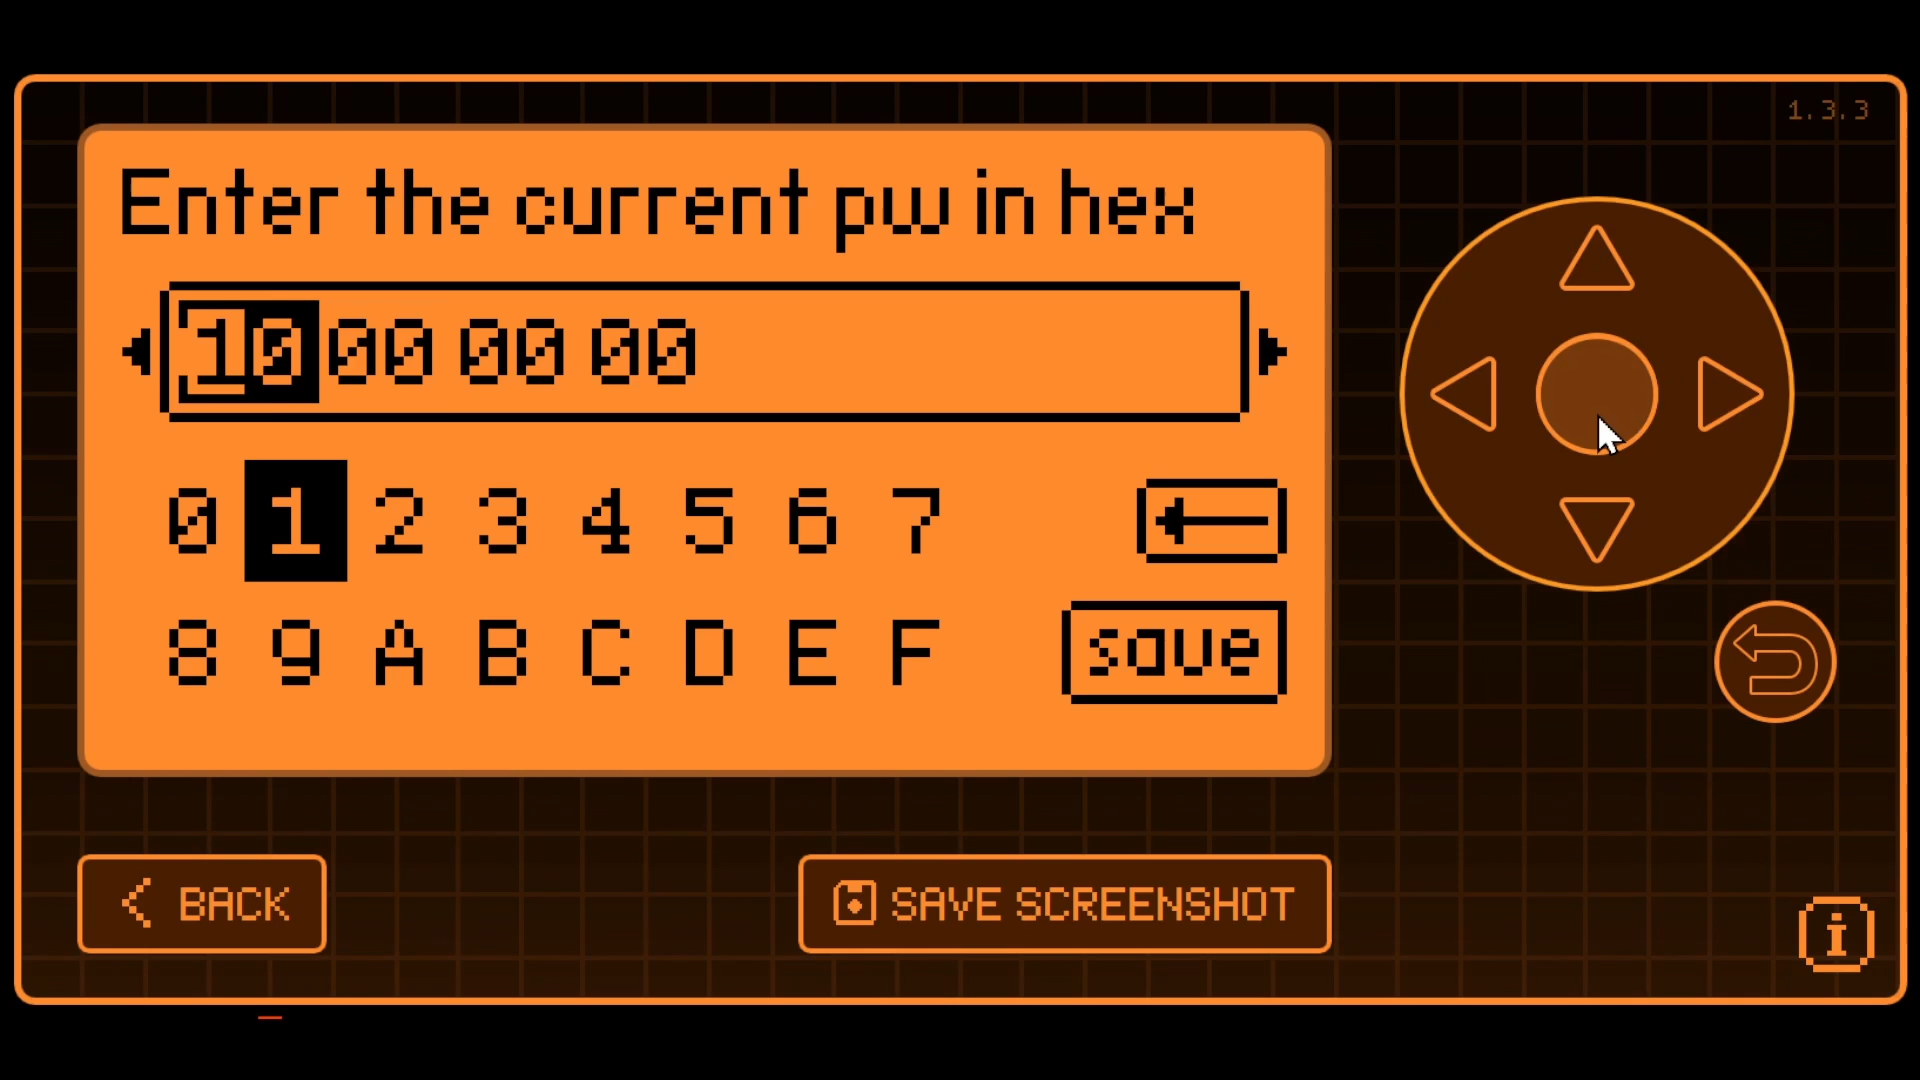 1.3.3
Enter the current pw in hex
10 00 00 00
0 1 2 3 4 5 6 7
8 9 A B C D E F save
BACK SAVE SCREENSHOT
i